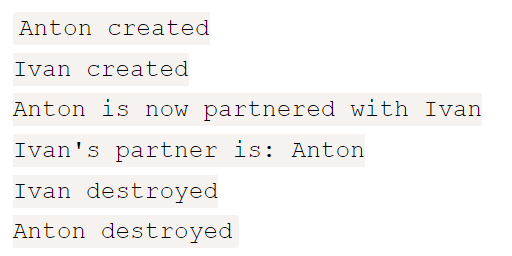 Anton created
Ivan created
Anton is now partnered with Ivan
Ivan's partner is: Anton
Ivan destroyed
Anton destroyed